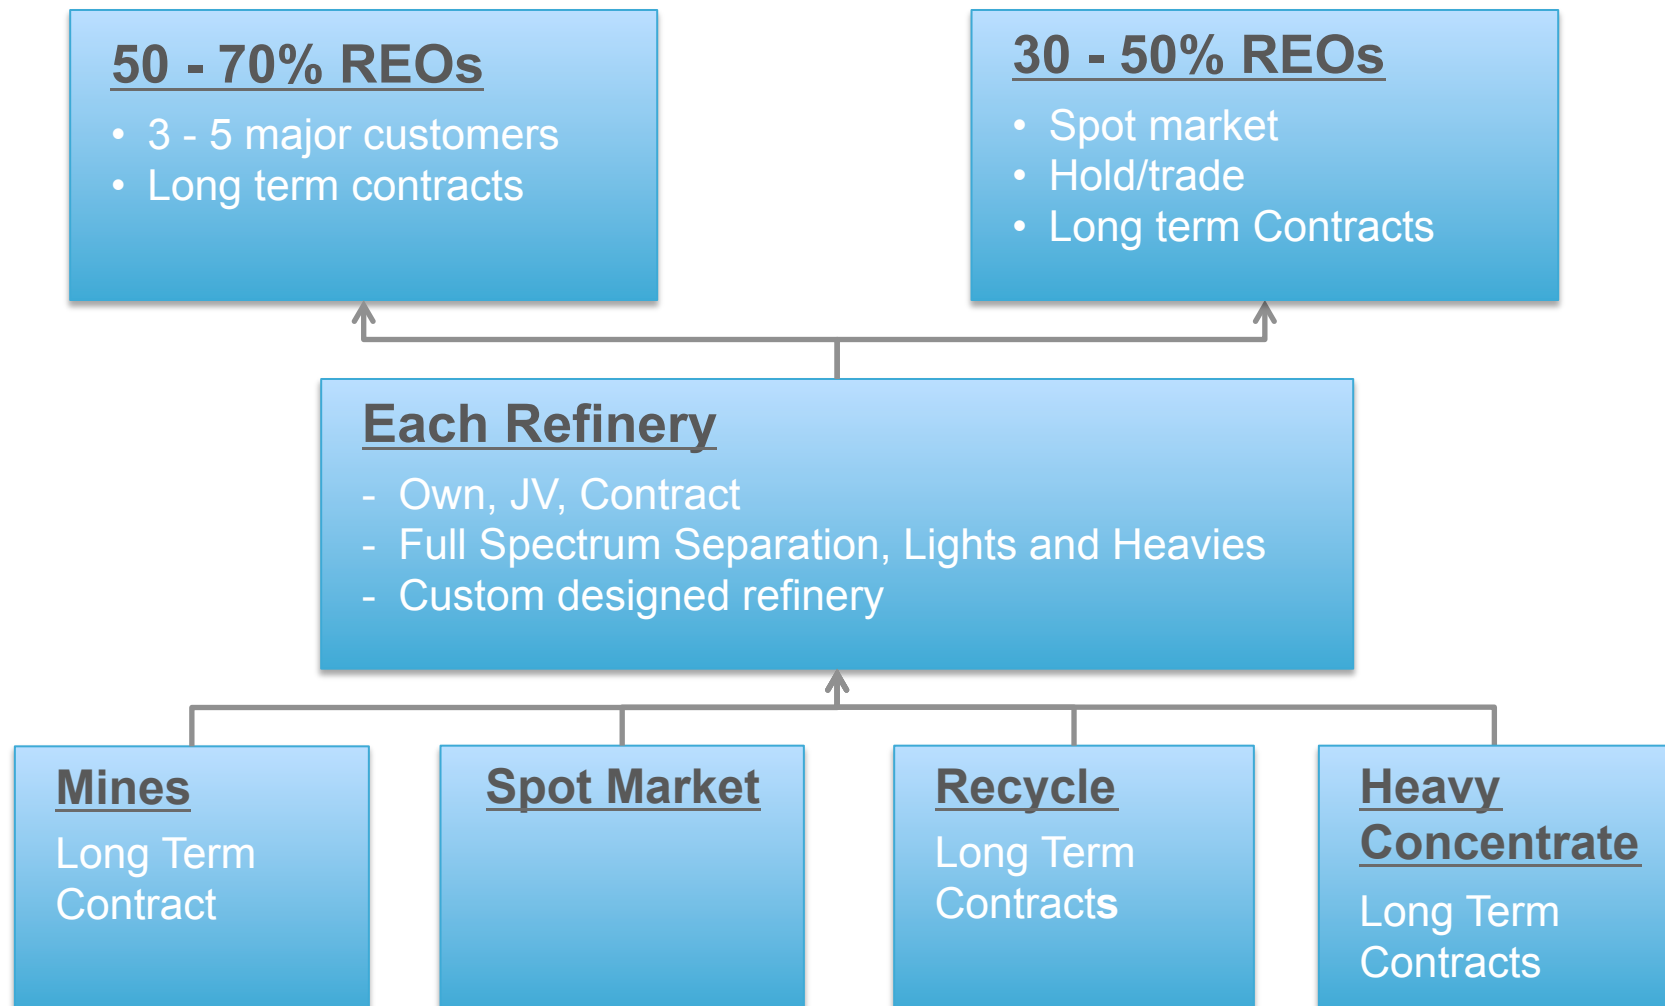 50 - 70% REOs
• 3 - 5 major customers
• Long term contracts
30 - 50% REOs
• Spot market
• Hold/trade
• Long term Contracts
Each Refinery
- Own, JV, Contract
- Full Spectrum Separation, Lights and Heavies
- Custom designed refinery
Mines
Long Term
Contract
Spot Market
Recycle
Long Term
Contracts
Heavy
Concentrate
Long Term
Contracts